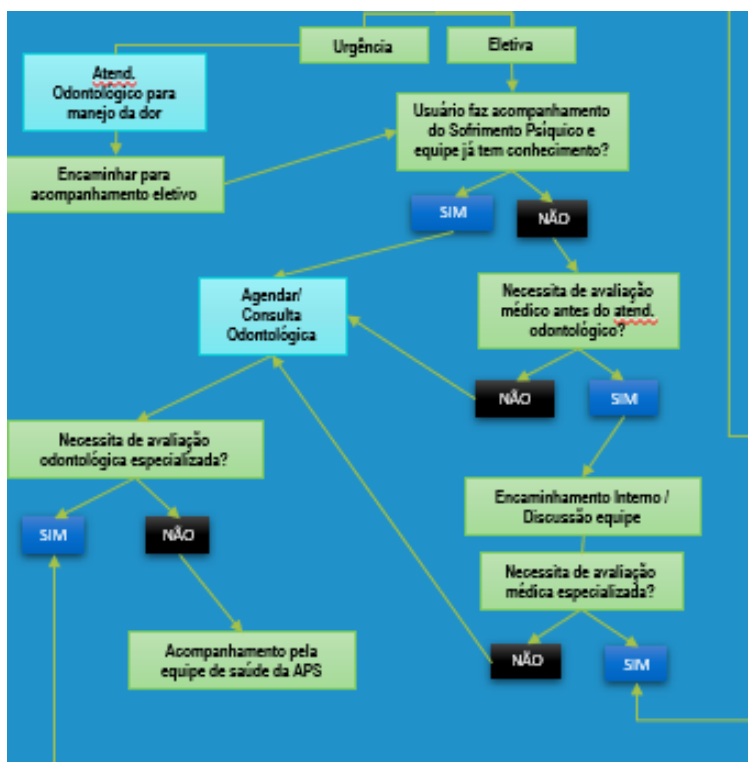 Urgência
Eletiva
Atend.
Odontológico para
manejo da dor
Usuário faz acompanhamento
do Sofrimento Psíquico e
equipe já tem conhecimento?
Encaminhar para
acompanhamento eletivo
SIM
NÃO
Agendar/
Consulta
Odontológica
Necessita de avaliação
médico antes do atend.
odontológico?
NÃO
SIM
Necessita de avaliação
odontológica especializada?
Encaminhamento Interno /
Discussão equipe
SIM
NÃO
Necessita de avaliação
médica especializada?
Acompanhamento pela
equipe de saúde da APS
NÃO
SIM